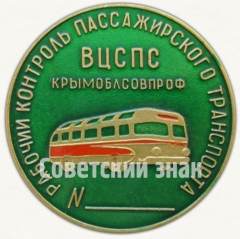 РАБОЧИЙ КОНТРОЛЬ ПАССАЖИРСКОГО ТРАНСПОРТА
ВЦСПС
КРЫМОБЛСОВПРОФ
Советский знак
N